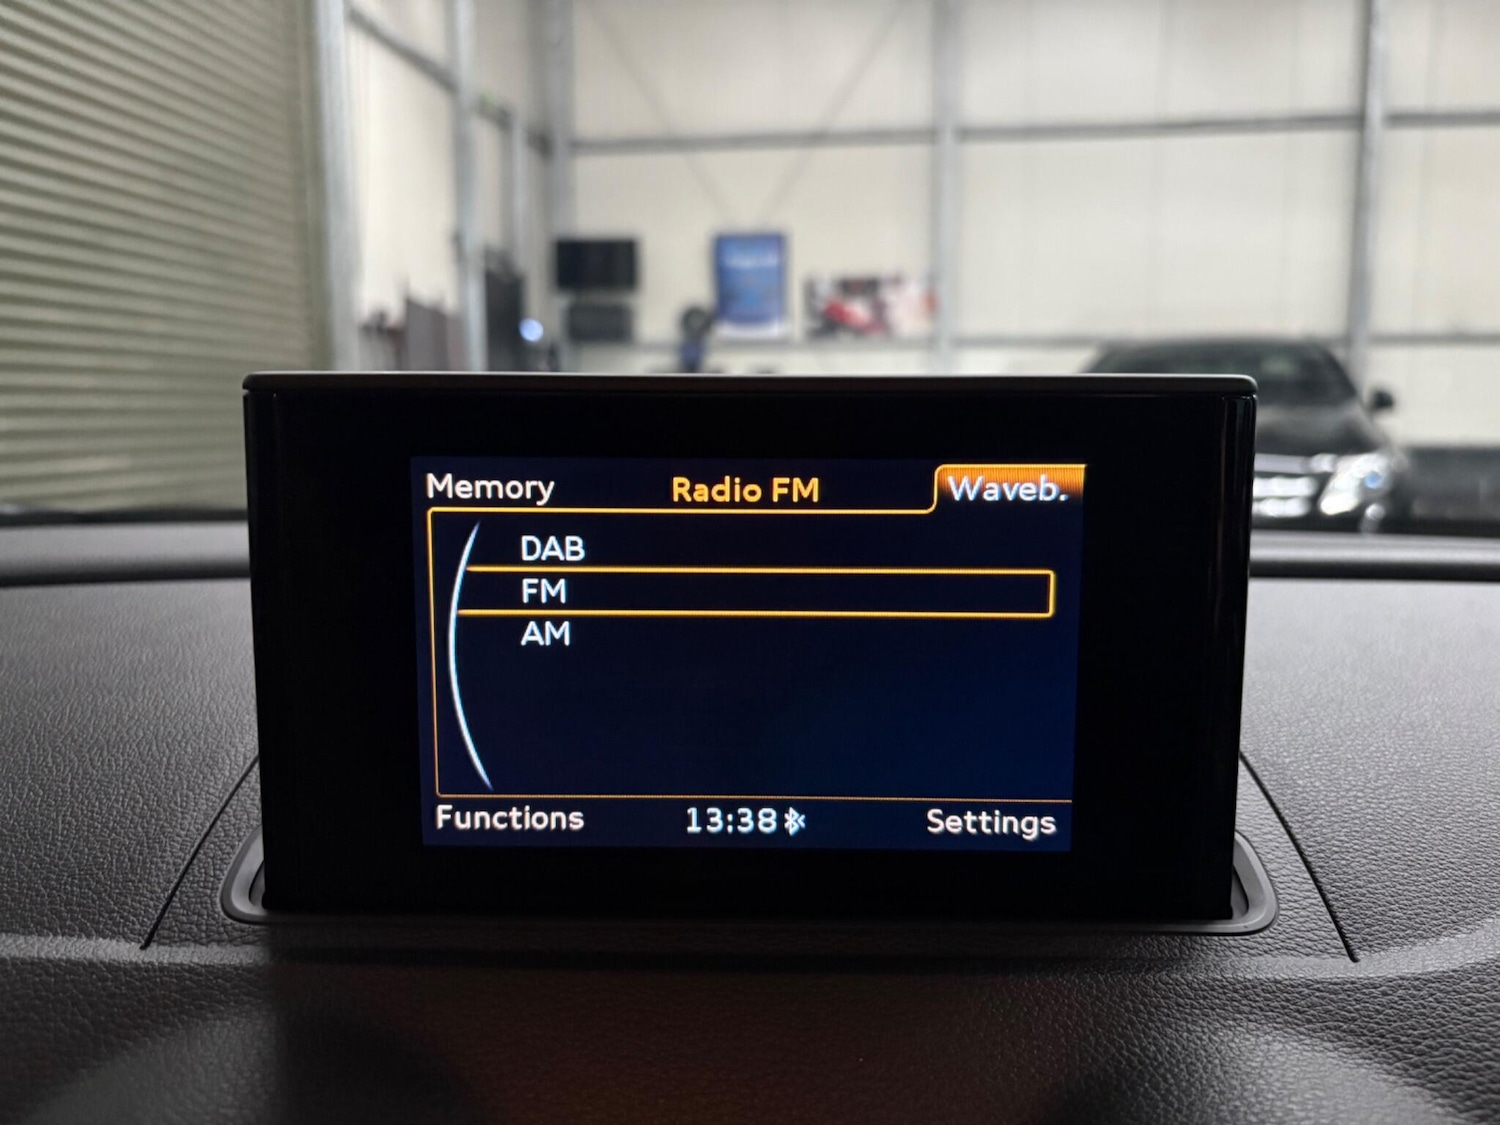 Memory Radio FM Waveb.
DAB
FM
AM
Functions 13:38 Settings